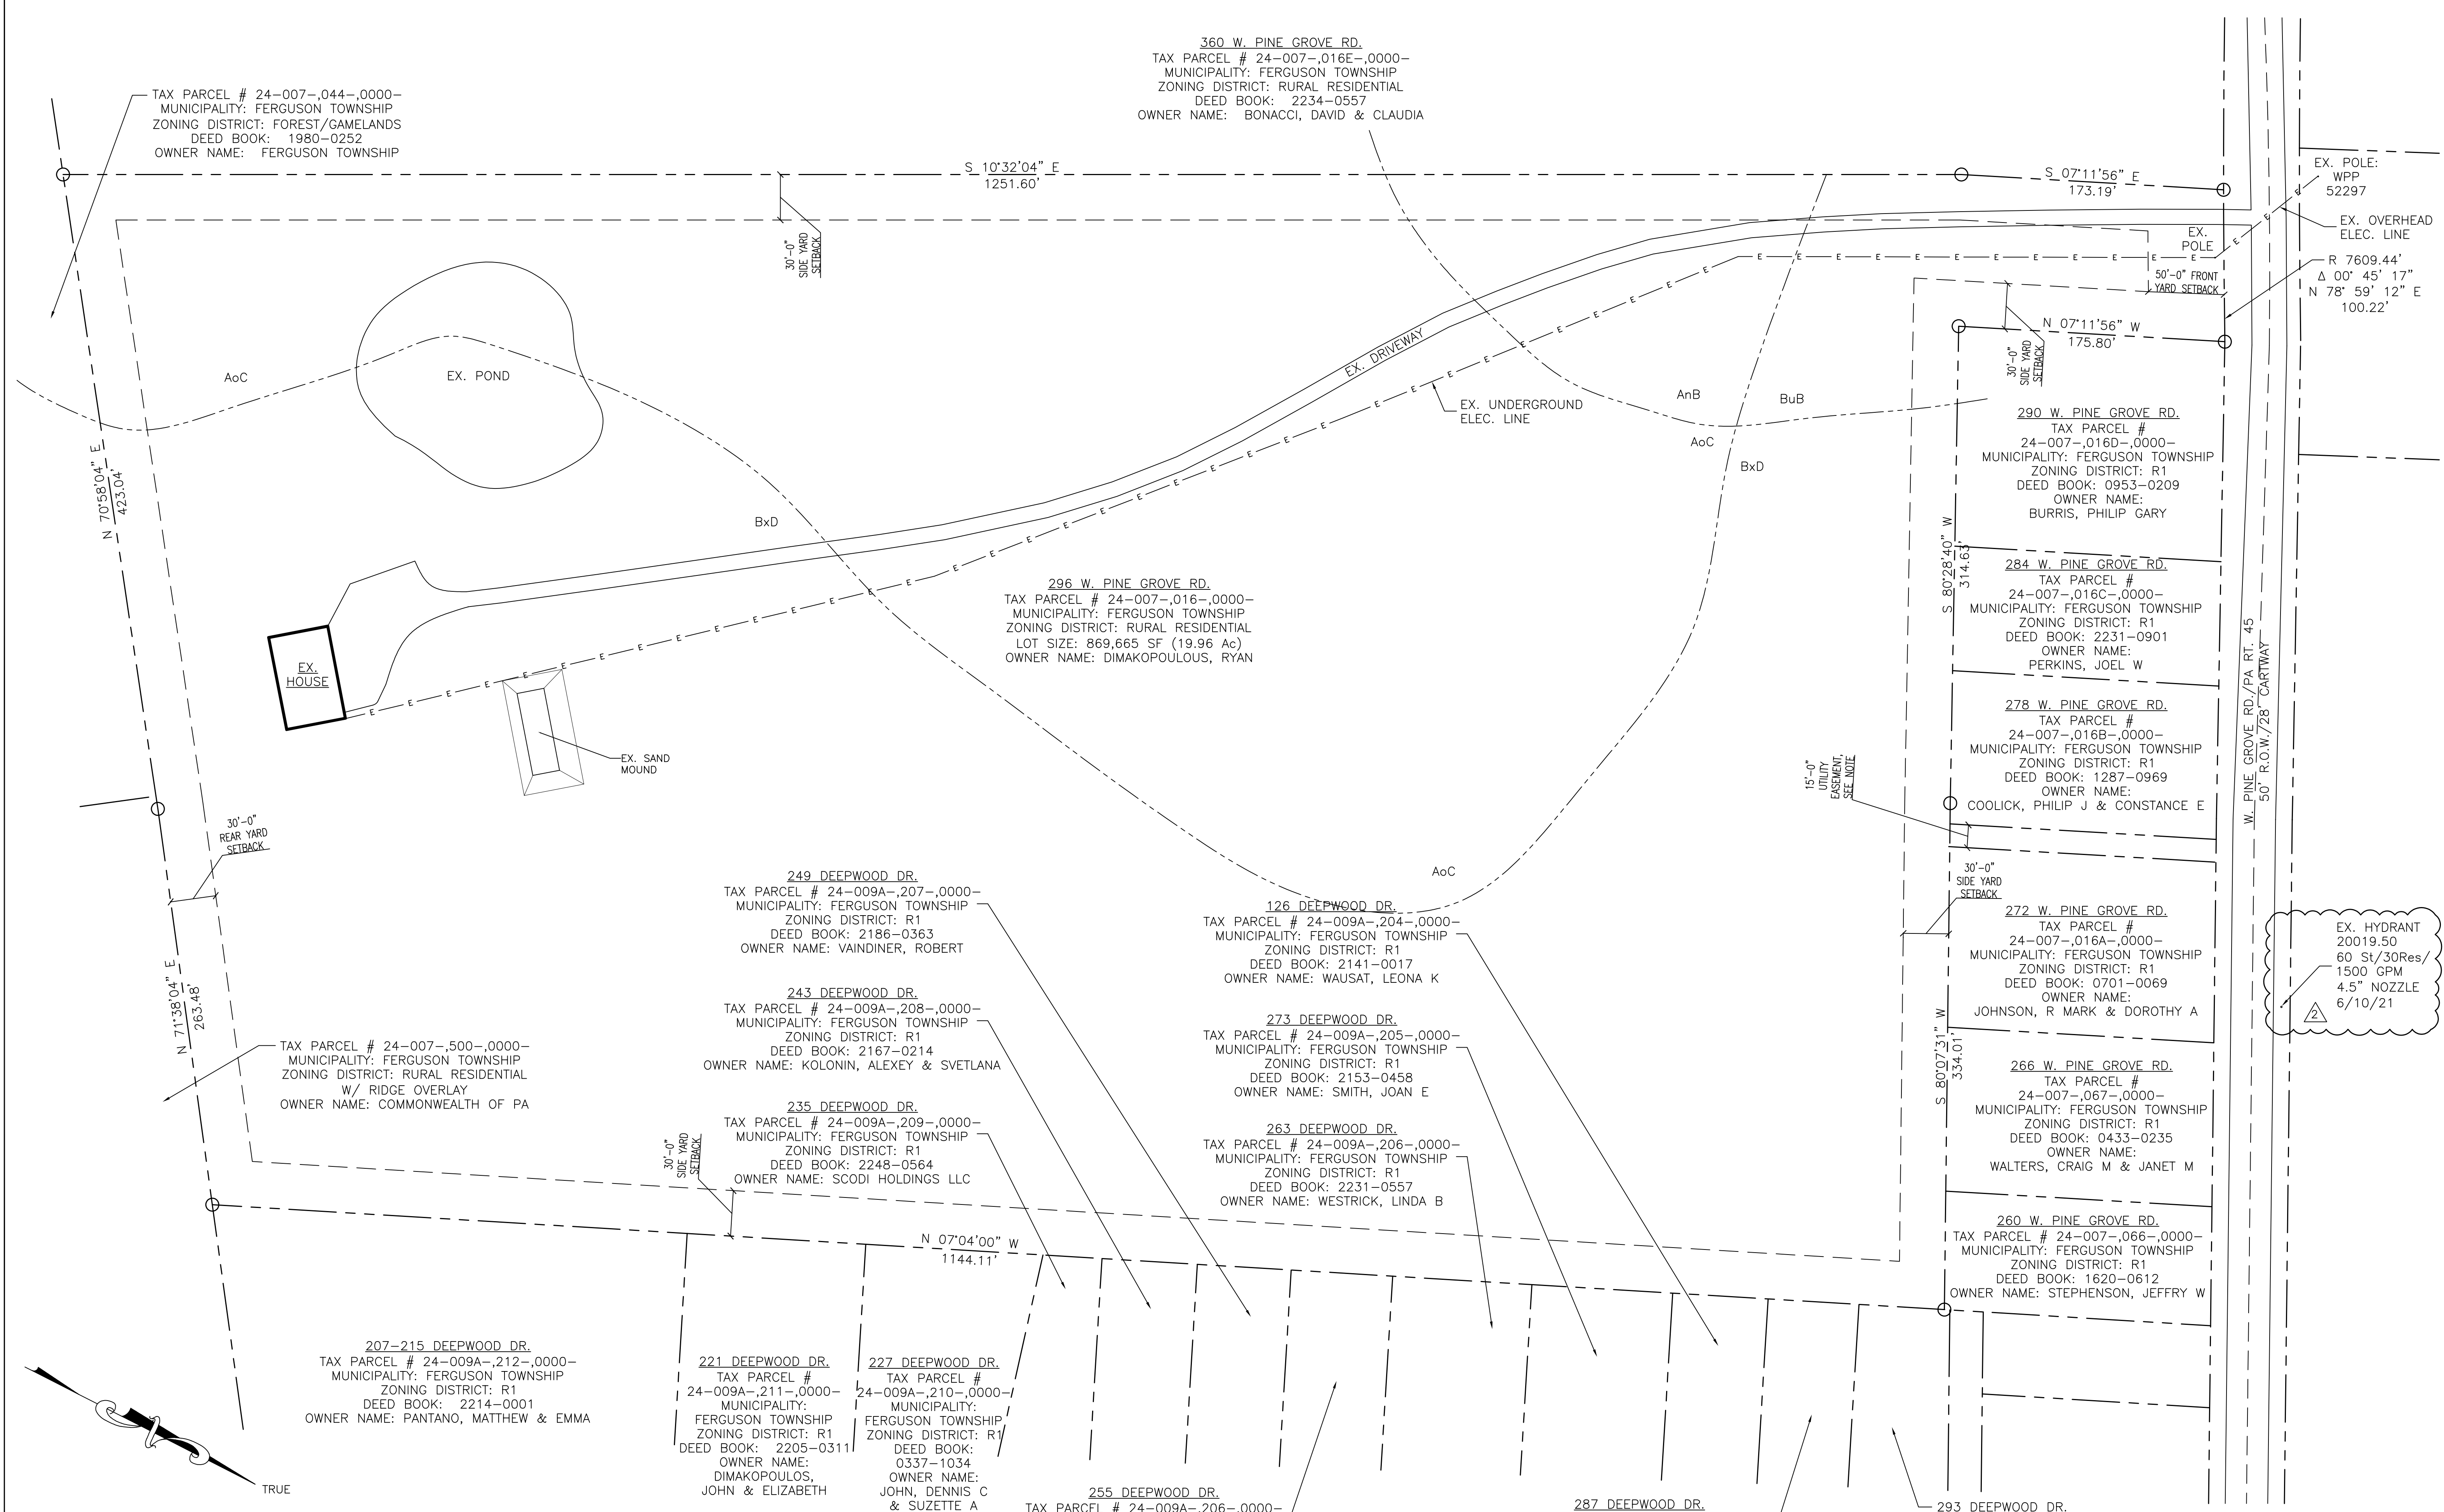 360 W. PINE GROVE RD.
TAX PARCEL # 24-007-,016E-,0000-
MUNICIPALITY: FERGUSON TOWNSHIP
ZONING DISTRICT: RURAL RESIDENTIAL
DEED BOOK: 2234-0557
OWNER NAME: BONACCI, DAVID & CLAUDIA
TAX PARCEL # 24-007-,044-,0000-
MUNICIPALITY: FERGUSON TOWNSHIP
ZONING DISTRICT: FOREST/GAMELANDS
DEED BOOK: 1980-0252
OWNER NAME: FERGUSON TOWNSHIP
S 10°32'04" E
1251.60'
S 07°11'56" E
173.19'
EX. POLE:
WPP
52297
EX. OVERHEAD
ELEC. LINE
EX.
POLE
R 7609.44'
Δ 00° 45' 17"
N 78° 59' 12" E
100.22'
50'-0" FRONT
YARD SETBACK
30'-0"
SIDE YARD
SETBACK
N 07°11'56" W
175.80'
30'-0"
SIDE YARD
SETBACK
AoC
EX. POND
EX. DRIVEWAY
EX. UNDERGROUND
ELEC. LINE
AnB
BuB
AoC
BxD
BxD
N 70°58'04" E
423.04'
290 W. PINE GROVE RD.
TAX PARCEL #
24-007-,016D-,0000-
MUNICIPALITY: FERGUSON TOWNSHIP
ZONING DISTRICT: R1
DEED BOOK: 0953-0209
OWNER NAME:
BURRIS, PHILIP GARY
S 80°28'40" W
314.63'
284 W. PINE GROVE RD.
TAX PARCEL #
24-007-,016C-,0000-
MUNICIPALITY: FERGUSON TOWNSHIP
ZONING DISTRICT: R1
DEED BOOK: 2231-0901
OWNER NAME:
PERKINS, JOEL W
296 W. PINE GROVE RD.
TAX PARCEL # 24-007-,016-,0000-
MUNICIPALITY: FERGUSON TOWNSHIP
ZONING DISTRICT: RURAL RESIDENTIAL
LOT SIZE: 869,665 SF (19.96 Ac)
OWNER NAME: DIMAKOPOULOUS, RYAN
EX.
HOUSE
EX. SAND
MOUND
W. PINE GROVE RD./PA RT. 45
50' R.O.W./28' CARTWAY
278 W. PINE GROVE RD.
TAX PARCEL #
24-007-,016B-,0000-
MUNICIPALITY: FERGUSON TOWNSHIP
ZONING DISTRICT: R1
DEED BOOK: 1287-0969
OWNER NAME:
COOLICK, PHILIP J & CONSTANCE E
15'-0"
UTILITY
EASEMENT,
SEE NOTE
30'-0"
REAR YARD
SETBACK
30'-0"
SIDE YARD
SETBACK
AoC
249 DEEPWOOD DR.
TAX PARCEL # 24-009A-,207-,0000-
MUNICIPALITY: FERGUSON TOWNSHIP
ZONING DISTRICT: R1
DEED BOOK: 2186-0363
OWNER NAME: VAINDINER, ROBERT
126 DEEPWOOD DR.
TAX PARCEL # 24-009A-,204-,0000-
MUNICIPALITY: FERGUSON TOWNSHIP
ZONING DISTRICT: R1
DEED BOOK: 2141-0017
OWNER NAME: WAUSAT, LEONA K
272 W. PINE GROVE RD.
TAX PARCEL #
24-007-,016A-,0000-
MUNICIPALITY: FERGUSON TOWNSHIP
ZONING DISTRICT: R1
DEED BOOK: 0701-0069
OWNER NAME:
JOHNSON, R MARK & DOROTHY A
EX. HYDRANT
20019.50
60 St/30Res/
1500 GPM
4.5" NOZZLE
6/10/21
2
243 DEEPWOOD DR.
TAX PARCEL # 24-009A-,208-,0000-
MUNICIPALITY: FERGUSON TOWNSHIP
ZONING DISTRICT: R1
DEED BOOK: 2167-0214
OWNER NAME: KOLONIN, ALEXEY & SVETLANA
273 DEEPWOOD DR.
TAX PARCEL # 24-009A-,205-,0000-
MUNICIPALITY: FERGUSON TOWNSHIP
ZONING DISTRICT: R1
DEED BOOK: 2153-0458
OWNER NAME: SMITH, JOAN E
N 71°38'04" E
263.48'
TAX PARCEL # 24-007-,500-,0000-
MUNICIPALITY: FERGUSON TOWNSHIP
ZONING DISTRICT: RURAL RESIDENTIAL
W/ RIDGE OVERLAY
OWNER NAME: COMMONWEALTH OF PA
S 80°07'31" W
334.01'
266 W. PINE GROVE RD.
TAX PARCEL #
24-007-,067-,0000-
MUNICIPALITY: FERGUSON TOWNSHIP
ZONING DISTRICT: R1
DEED BOOK: 0433-0235
OWNER NAME:
WALTERS, CRAIG M & JANET M
235 DEEPWOOD DR.
TAX PARCEL # 24-009A-,209-,0000-
MUNICIPALITY: FERGUSON TOWNSHIP
ZONING DISTRICT: R1
DEED BOOK: 2248-0564
OWNER NAME: SCODI HOLDINGS LLC
30'-0"
SIDE YARD
SETBACK
263 DEEPWOOD DR.
TAX PARCEL # 24-009A-,206-,0000-
MUNICIPALITY: FERGUSON TOWNSHIP
ZONING DISTRICT: R1
DEED BOOK: 2231-0557
OWNER NAME: WESTRICK, LINDA B
N 07°04'00" W
1144.11'
260 W. PINE GROVE RD.
TAX PARCEL # 24-007-,066-,0000-
MUNICIPALITY: FERGUSON TOWNSHIP
ZONING DISTRICT: R1
DEED BOOK: 1620-0612
OWNER NAME: STEPHENSON, JEFFRY W
207-215 DEEPWOOD DR.
TAX PARCEL # 24-009A-,212-,0000-
MUNICIPALITY: FERGUSON TOWNSHIP
ZONING DISTRICT: R1
DEED BOOK: 2214-0001
OWNER NAME: PANTANO, MATTHEW & EMMA
221 DEEPWOOD DR.
TAX PARCEL #
24-009A-,211-,0000-
MUNICIPALITY:
FERGUSON TOWNSHIP
ZONING DISTRICT: R1
DEED BOOK: 2205-0311
OWNER NAME:
DIMAKOPOULOS,
JOHN & ELIZABETH
227 DEEPWOOD DR.
TAX PARCEL #
24-009A-,210-,0000-
MUNICIPALITY:
FERGUSON TOWNSHIP
ZONING DISTRICT: R1
DEED BOOK:
0337-1034
OWNER NAME:
JOHN, DENNIS C
& SUZETTE A
TRUE
255 DEEPWOOD DR.
TAX PARCEL # 24-009A-,206-,0000-
287 DEEPWOOD DR.
293 DEEPWOOD DR.